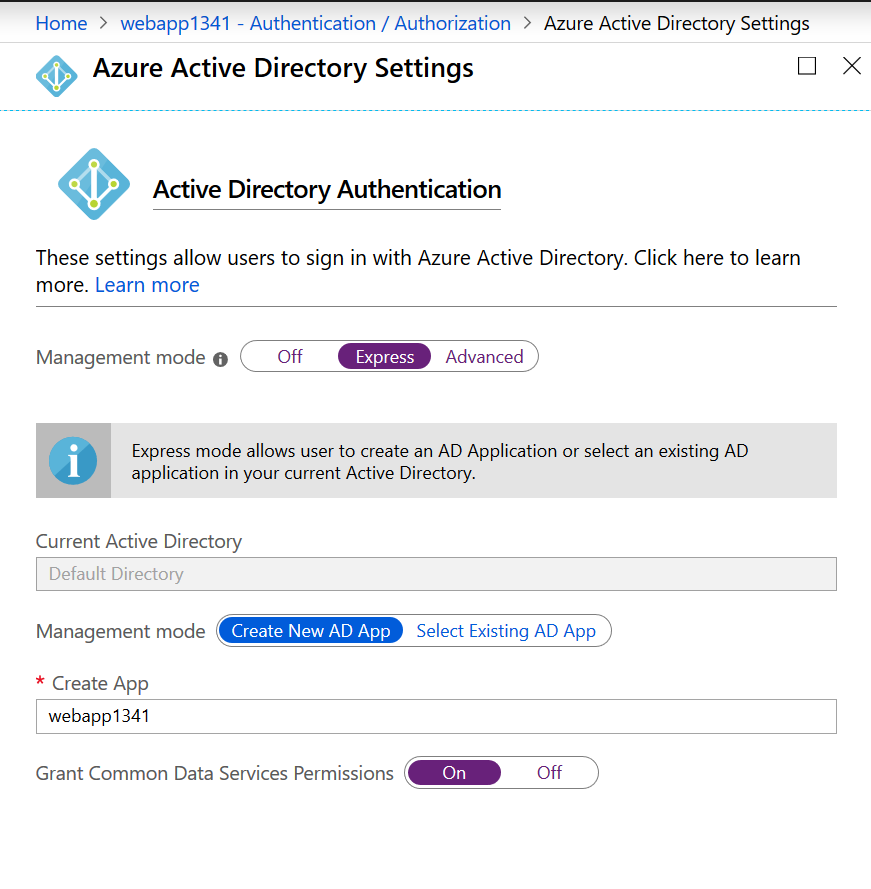 Home > webapp1341 - Authentication / Authorization > Azure Active Directory Settings
Azure Active Directory Settings
Active Directory Authentication
These settings allow users to sign in with Azure Active Directory. Click here to learn
more. Learn more
Management mode Off Express Advanced
Express mode allows user to create an AD Application or select an existing AD
application in your current Active Directory.
Current Active Directory
Default Directory
Management mode Create New AD App Select Existing AD App
* Create App
webapp1341
Grant Common Data Services Permissions On Off